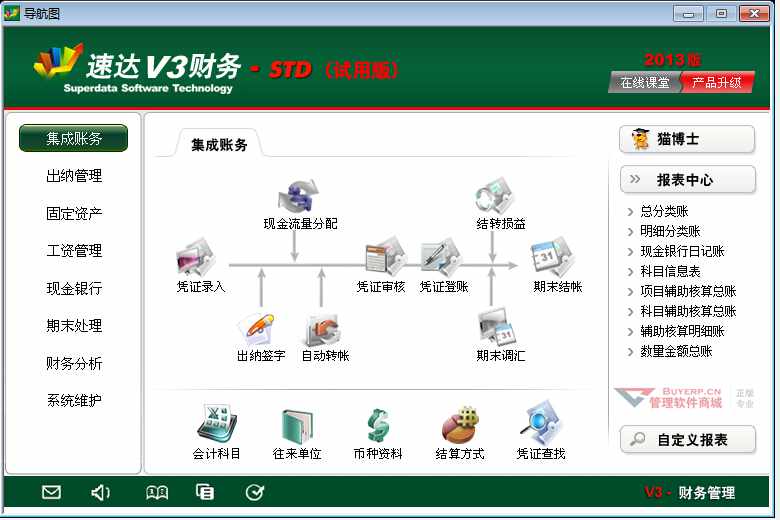 导航图
速达V3财务 - STD（试用版）
Superdata Software Technology
2013版
在线课堂 产品升级
集成账务
出纳管理
固定资产
工资管理
现金银行
期末处理
财务分析
系统维护
集成账务
现金流量分配 结转损益
凭证录入 凭证审核 凭证登账 期末结帐
出纳签字 自动转帐 期末调汇
会计科目 往来单位 币种资料 结算方式 凭证查找
猫博士
报表中心
总分类账
明细分类账
现金银行日记账
科目信息表
项目辅助核算总账
科目辅助核算总账
辅助核算明细账
数量金额总账
BUYERP.CN
管理软件商城
正版
专业
自定义报表
V3 - 财务管理